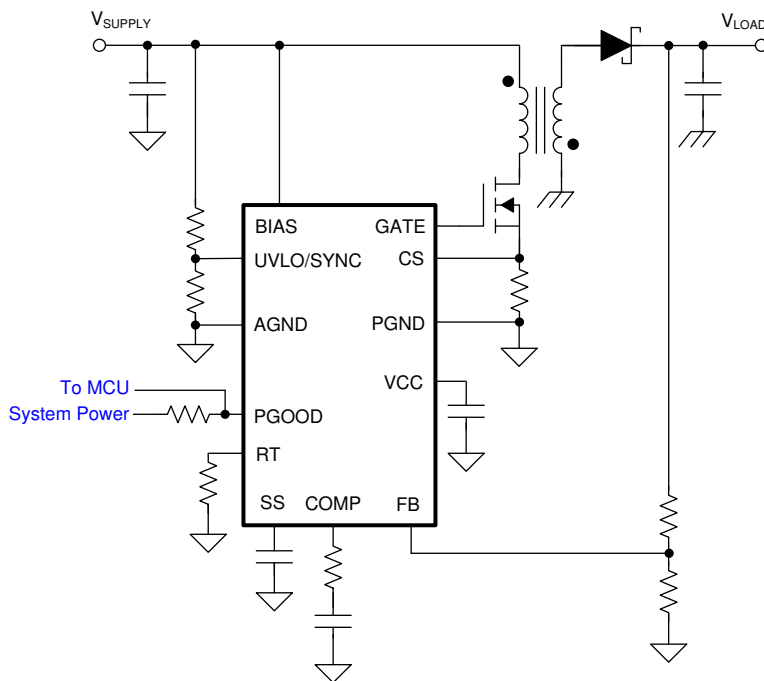 VSUPPLY
VLOAD
BIAS
GATE
UVLO/SYNC
CS
AGND
PGND
VCC
To MCU
System Power
PGOOD
RT
SS
COMP
FB